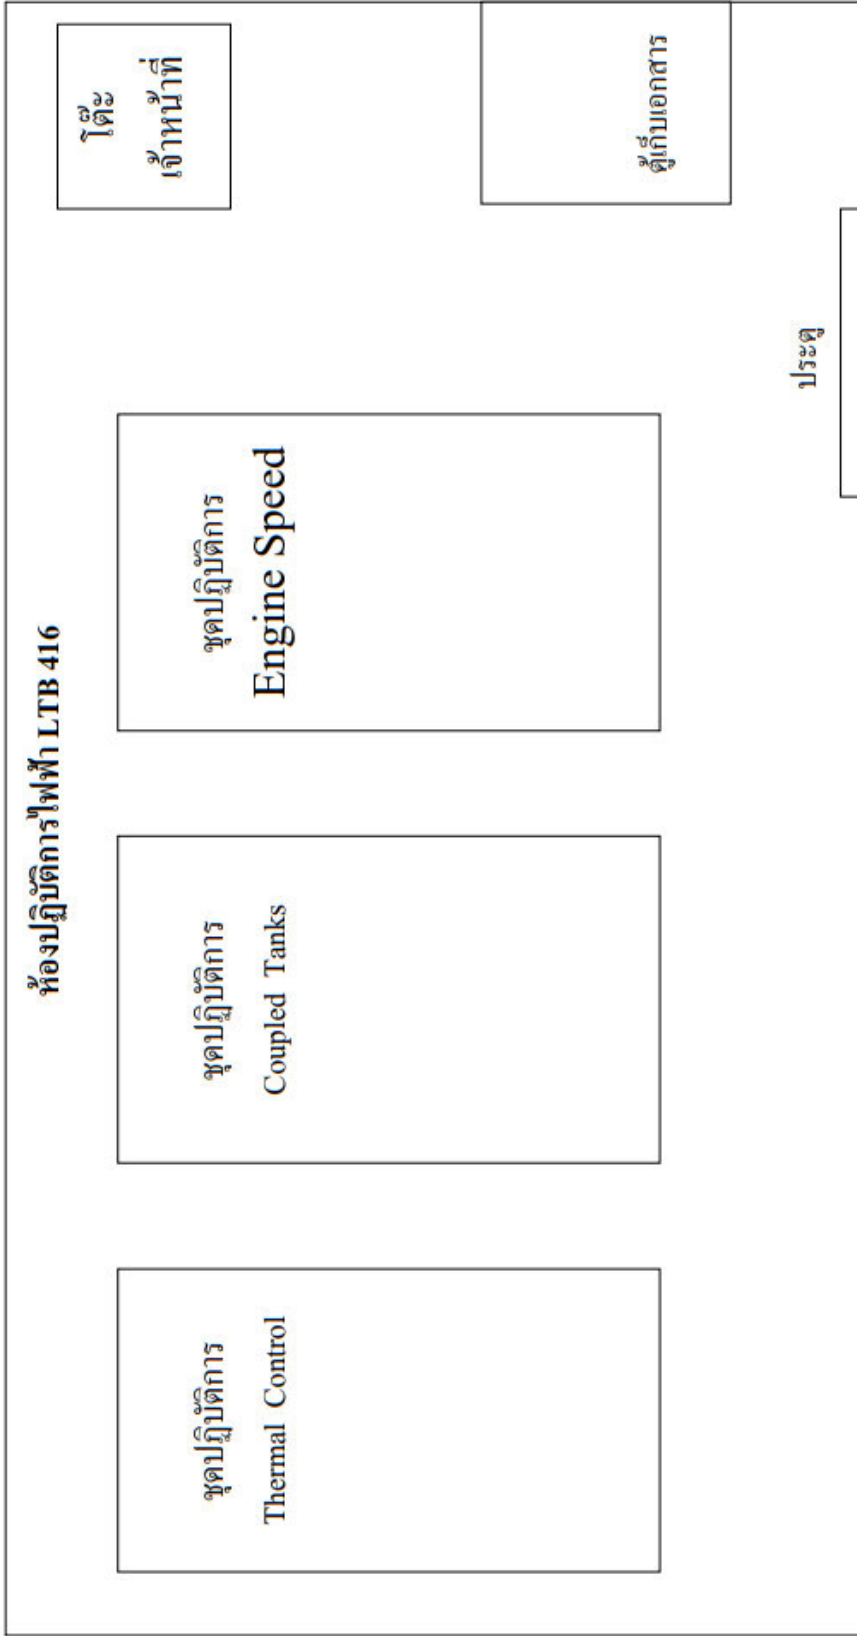 ห้องปฏิบัติการไฟฟ้า LTB 416
ชุดปฏิบัติการ
Thermal Control
ชุดปฏิบัติการ
Coupled Tanks
ชุดปฏิบัติการ
Engine Speed
โต๊ะ
เจ้าหน้าที่
ตู้เก็บเอกสาร
ประตู